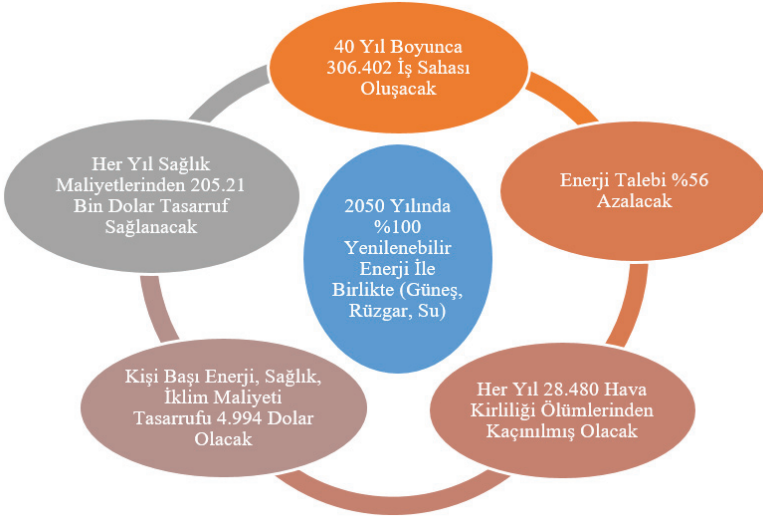 40 Yıl Boyunca
306.402 İş Sahası
Oluşacak
Enerji Talebi %56
Azalacak
Her Yıl 28.480 Hava
Kirliliği Ölümlerinden
Kaçınılmış Olacak
Kişi Başı Enerji, Sağlık,
İklim Maliyeti
Tasarrufu 4.994 Dolar
Olacak
Her Yıl Sağlık
Maliyetlerinden 205.21
Bin Dolar Tasarruf
Sağlanacak
2050 Yılında
%100
Yenilenebilir
Enerji İle
Birlikte (Güneş,
Rüzgar, Su)